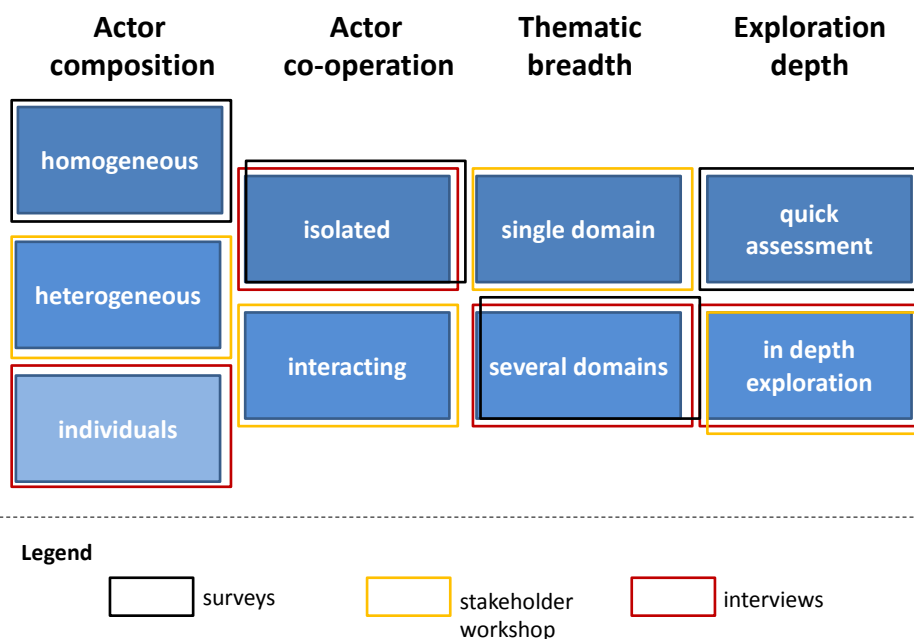 Actor
composition
Actor
co-operation
Thematic
breadth
Exploration
depth
homogeneous
heterogeneous
individuals
isolated
interacting
single domain
several domains
quick
assessment
in depth
exploration
Legend
surveys
stakeholder
workshop
interviews